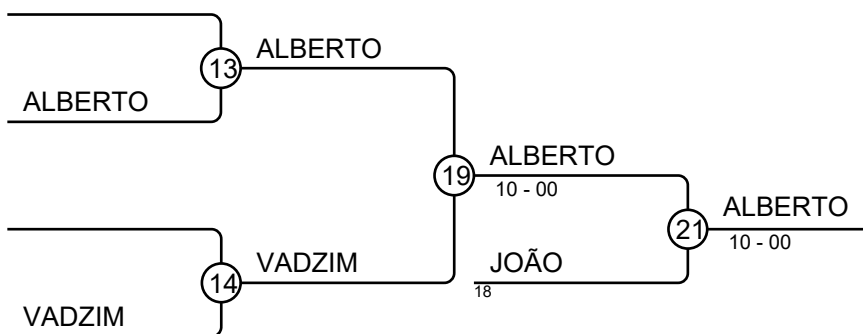 ALBERTO
13
ALBERTO
ALBERTO
19
10 - 00
ALBERTO
21
10 - 00
VADZIM
JOÃO
14
18
VADZIM